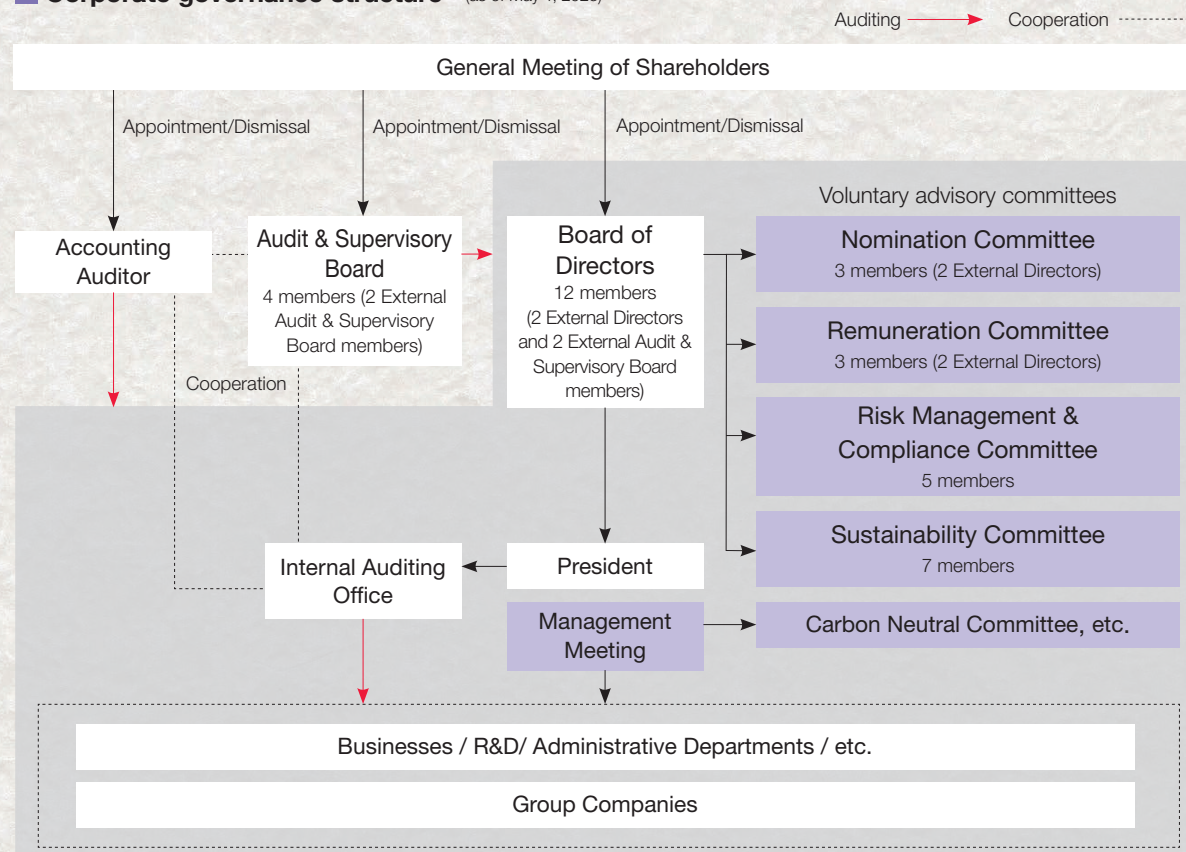 Auditing
Cooperation
General Meeting of Shareholders
Appointment/Dismissal
Appointment/Dismissal
Appointment/Dismissal
Voluntary advisory committees
Accounting
Auditor
Audit & Supervisory
Board
4 members (2 External
Audit & Supervisory
Board members)
Board of
Directors
12 members
(2 External Directors
and 2 External Audit &
Supervisory Board
members)
Nomination Committee
3 members (2 External Directors)
Remuneration Committee
3 members (2 External Directors)
Cooperation
Risk Management &
Compliance Committee
5 members
Sustainability Committee
7 members
Internal Auditing
Office
President
Management
Meeting
Carbon Neutral Committee, etc.
Businesses / R&D/ Administrative Departments / etc.
Group Companies